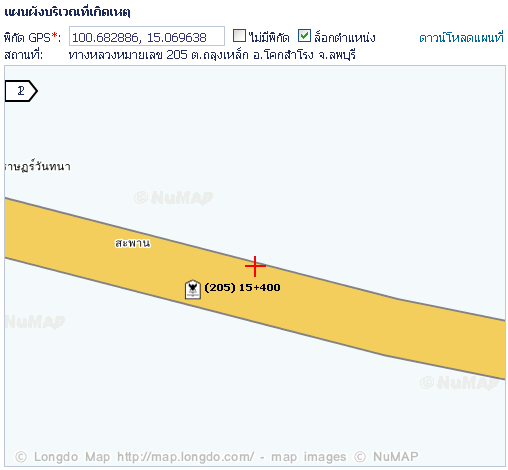 แผนผังบริเวณที่เกิดเหตุ
พิกัด GPS*: 100.682886, 15.069638 ไม่มีพิกัด ล็อกตำแหน่ง ดาวน์โหลดแผนที่
สถานที่: ทางหลวงหมายเลข 205 ต.ถลุงเหล็ก อ.โคกสำโรง จ.ลพบุรี
ราษฎร์วันทนา
© NuMAP
สะพาน
(205) 15+400
NuMAP
© NuMAP
© Longdo Map http://map.longdo.com/ - map images © NuMAP